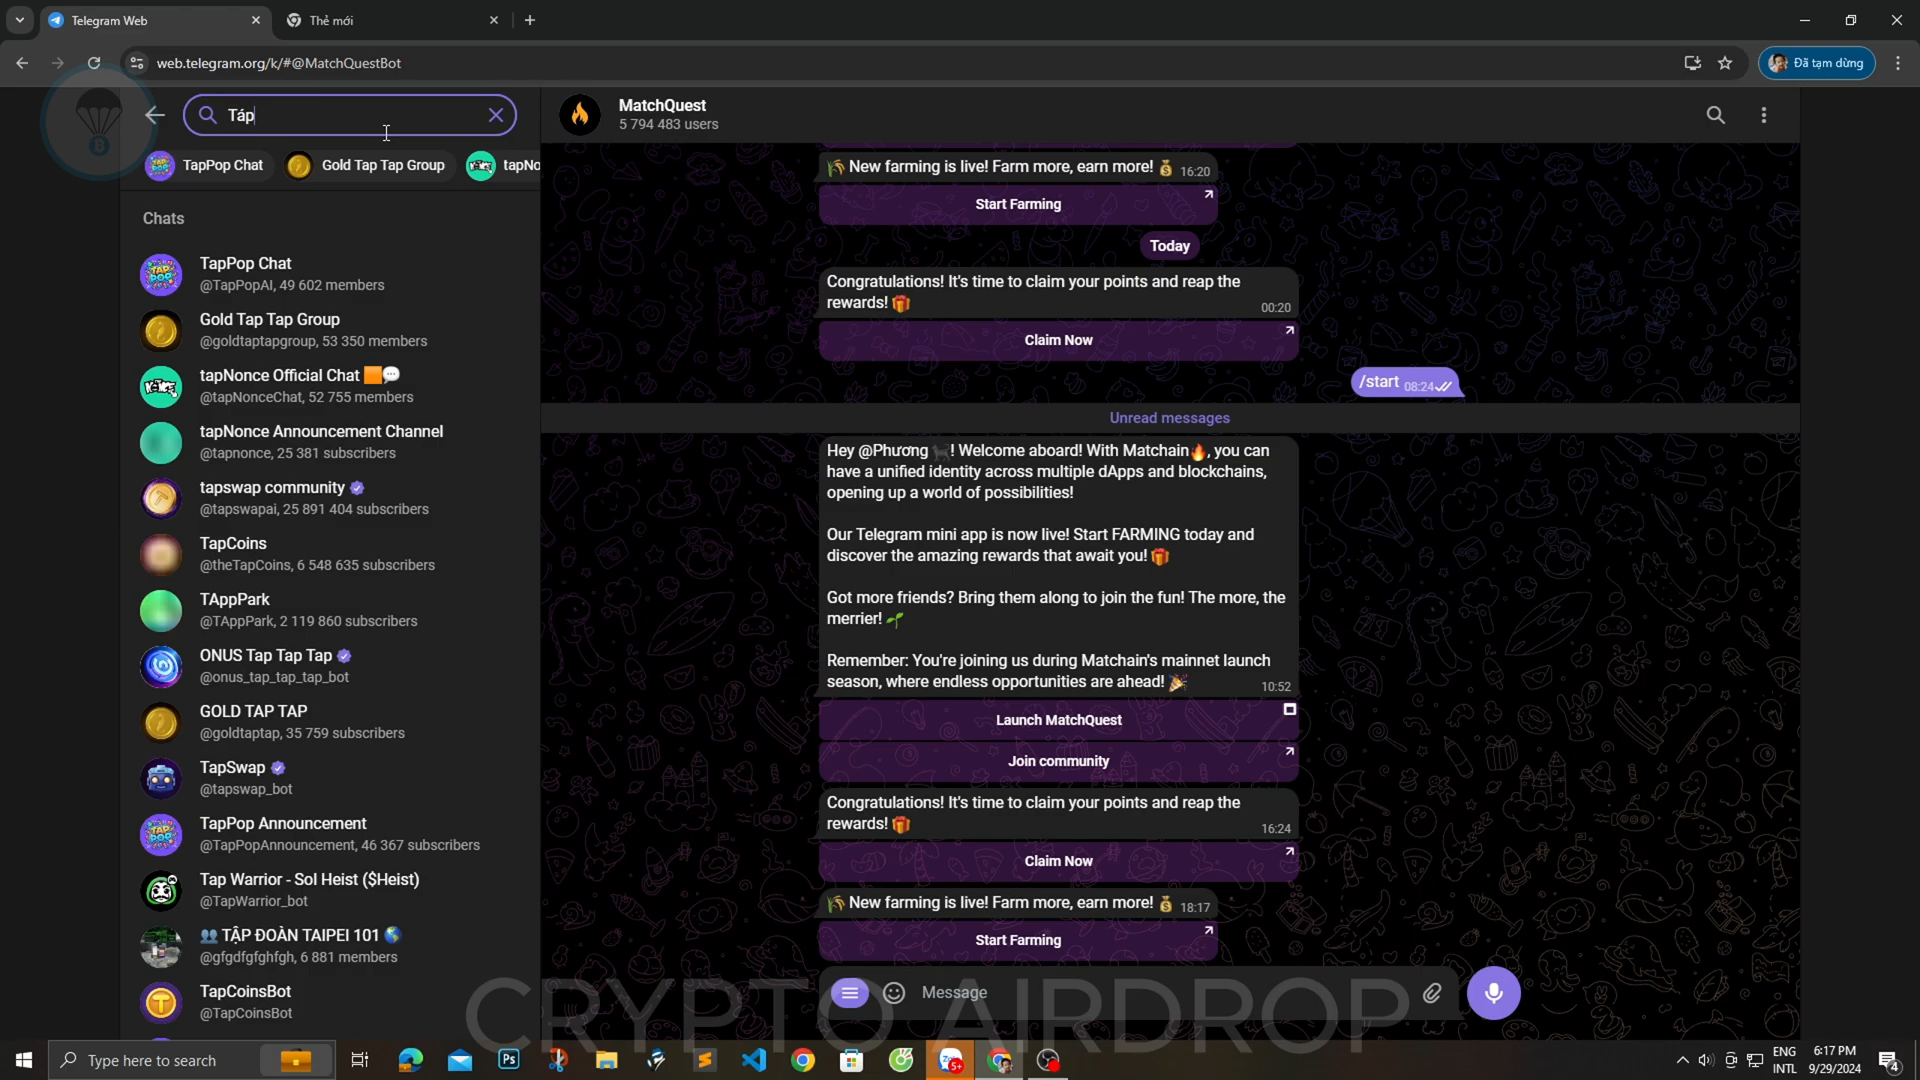 Telegram Web
Thẻ mới
web.telegram.org/k/#@MatchQuestBot
Đã tạm dừng
Táp
TapPop Chat
Gold Tap Tap Group
tapNo
Chats
TapPop Chat
@TapPopAI, 49 602 members
Gold Tap Tap Group
@goldtaptapgroup, 53 350 members
tapNonce Official Chat 🟧💬
@tapNonceChat, 52 755 members
tapNonce Announcement Channel
@tapnonce, 25 381 subscribers
tapswap community
@tapswapai, 25 891 404 subscribers
TapCoins
@theTapCoins, 6 548 635 subscribers
TAppPark
@TAppPark, 2 119 860 subscribers
ONUS Tap Tap Tap
@onus_tap_tap_tap_bot
GOLD TAP TAP
@goldtaptap, 35 759 subscribers
TapSwap
@tapswap_bot
TapPop Announcement
@TapPopAnnouncement, 46 367 subscribers
Tap Warrior - Sol Heist ($Heist)
@TapWarrior_bot
👥 TẬP ĐOÀN TAIPEI 101 🌎
@gfgdfgfghfgh, 6 881 members
TapCoinsBot
@TapCoinsBot
MatchQuest
5 794 483 users
🌾 New farming is live! Farm more, earn more! 💰 16:20
Start Farming
Today
Congratulations! It's time to claim your points and reap the
rewards! 🎁 00:20
Claim Now
/start 08:24
Unread messages
Hey @Phương 🐈‍⬛! Welcome aboard! With Matchain🔥, you can
have a unified identity across multiple dApps and blockchains,
opening up a world of possibilities!
Our Telegram mini app is now live! Start FARMING today and
discover the amazing rewards that await you! 🎁
Got more friends? Bring them along to join the fun! The more, the
merrier! 🌱
Remember: You're joining us during Matchain's mainnet launch
season, where endless opportunities are ahead! 🎉 10:52
Launch MatchQuest
Join community
Congratulations! It's time to claim your points and reap the
rewards! 🎁 16:24
Claim Now
🌾 New farming is live! Farm more, earn more! 💰 18:17
Start Farming
Message
CRYPTO AIRDROP
Type here to search
Ps
5+
ENG
INTL
6:17 PM
9/29/2024
4